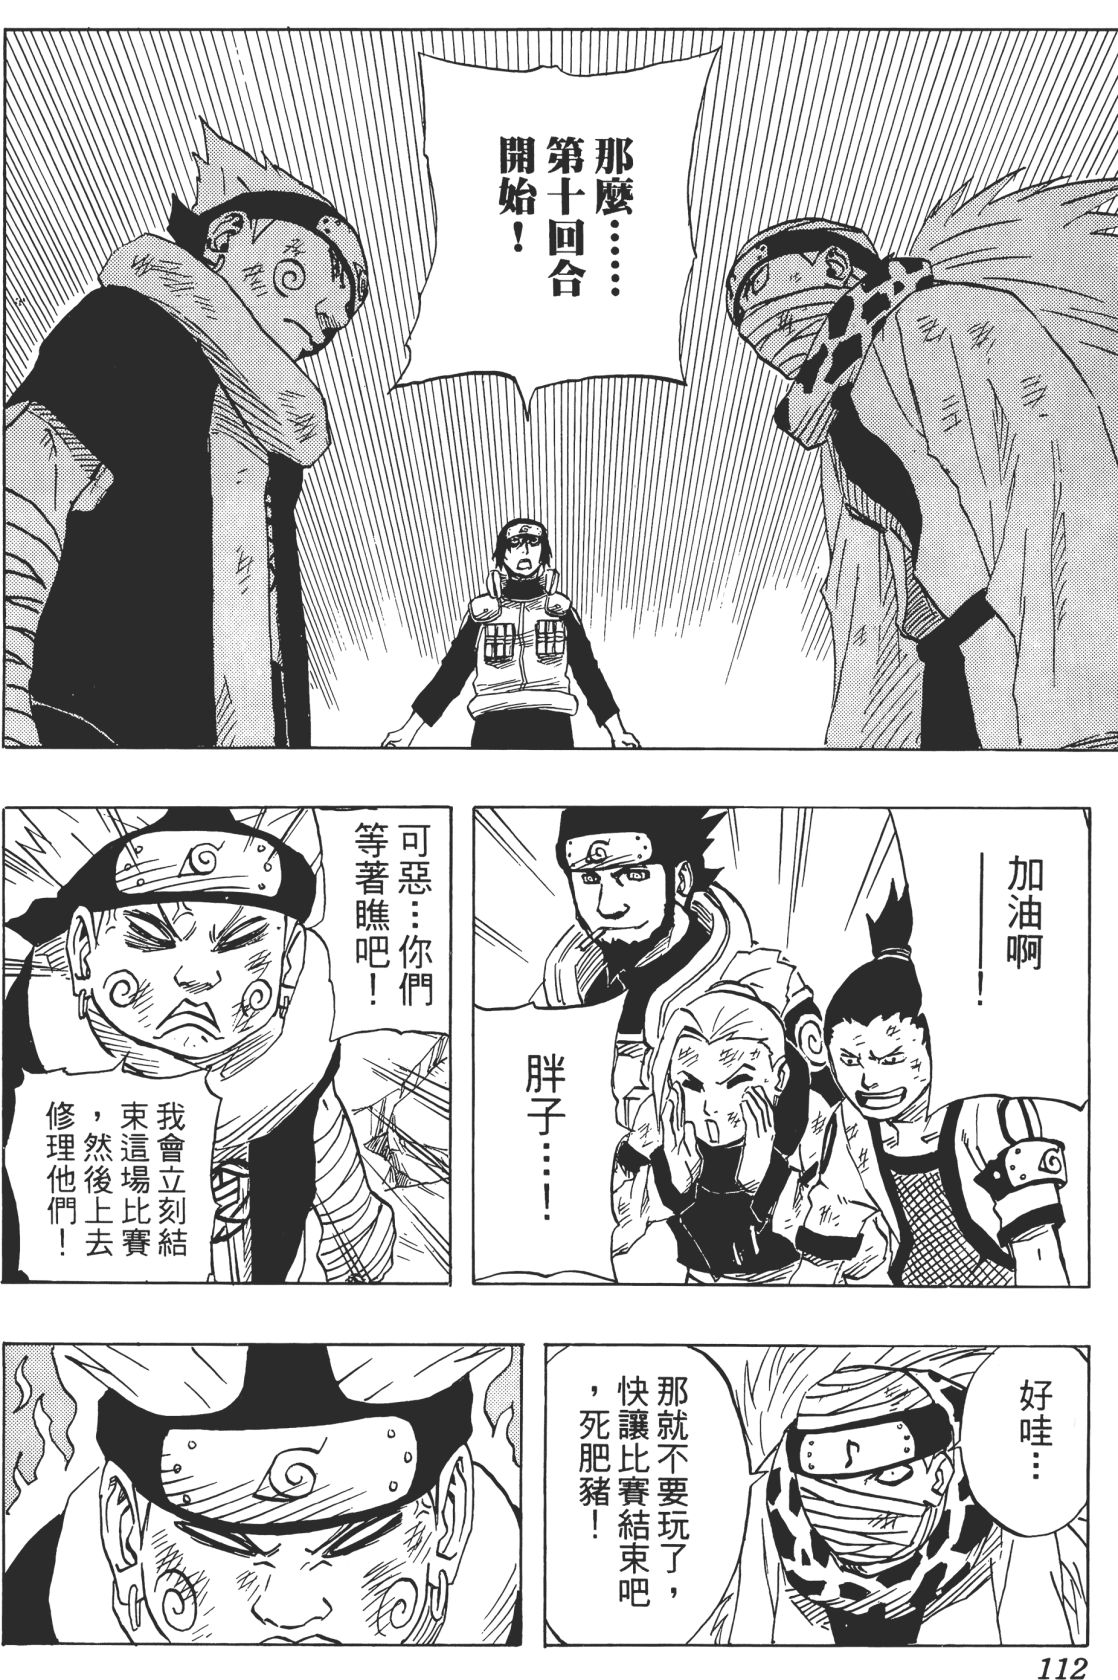 那麼……
第十回合
開始！
加油啊
——！
胖子…！
可惡…你們
等著瞧吧！
我會立刻結
束這場比賽
，然後上去
修理他們！
好哇…
那就不要玩了，
快讓比賽結束吧
，死肥豬！
112